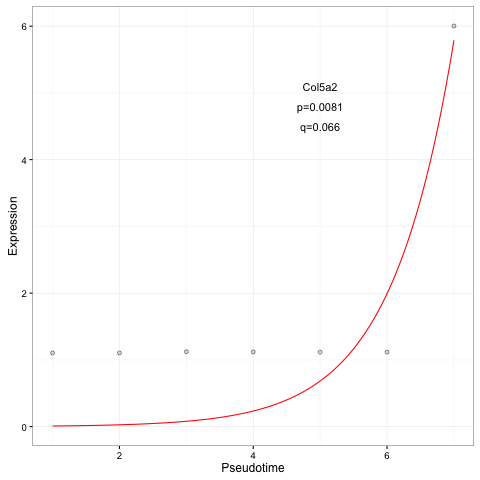 6
Col5a2
p=0.0081
q=0.066
4
Expression
2
0
2 4 6
Pseudotime